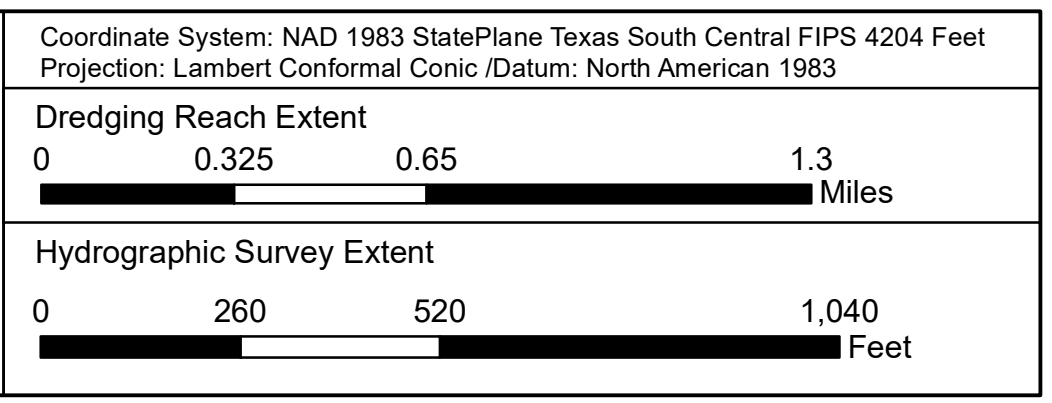 Coordinate System: NAD 1983 StatePlane Texas South Central FIPS 4204 Feet
Projection: Lambert Conformal Conic /Datum: North American 1983
Dredging Reach Extent
0 0.325 0.65 1.3
Miles
Hydrographic Survey Extent
0 260 520 1,040
Feet